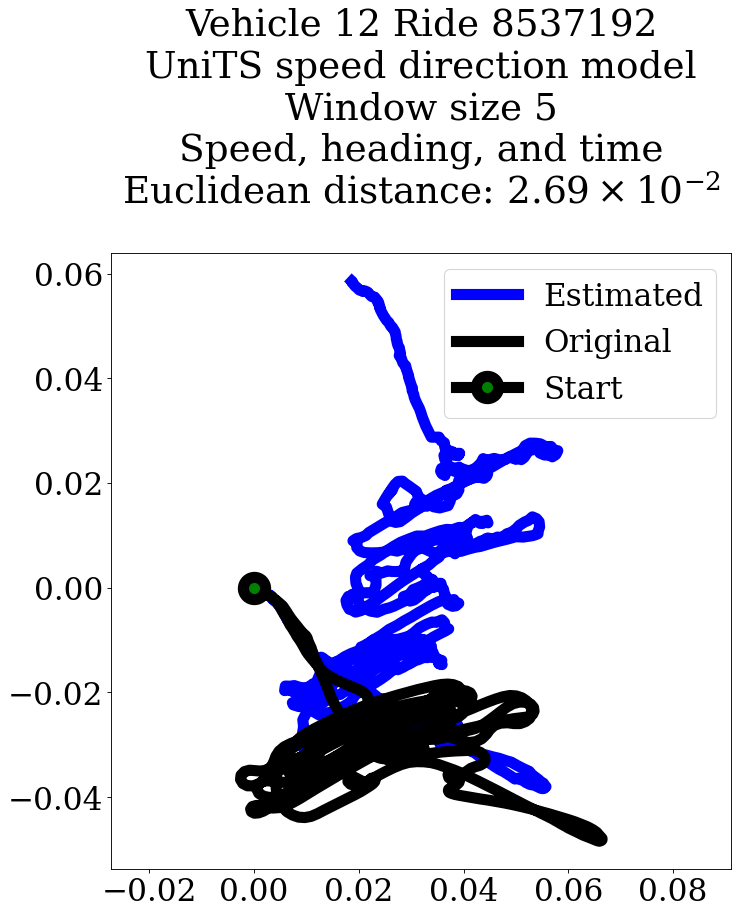 Vehicle 12 Ride 8537192
UniTS speed direction model
Window size 5
Speed, heading, and time
Euclidean distance: 2.69 × 10⁻²
Estimated
Original
Start
0.06
0.04
0.02
0.00
−0.02
−0.04
−0.02 0.00 0.02 0.04 0.06 0.08